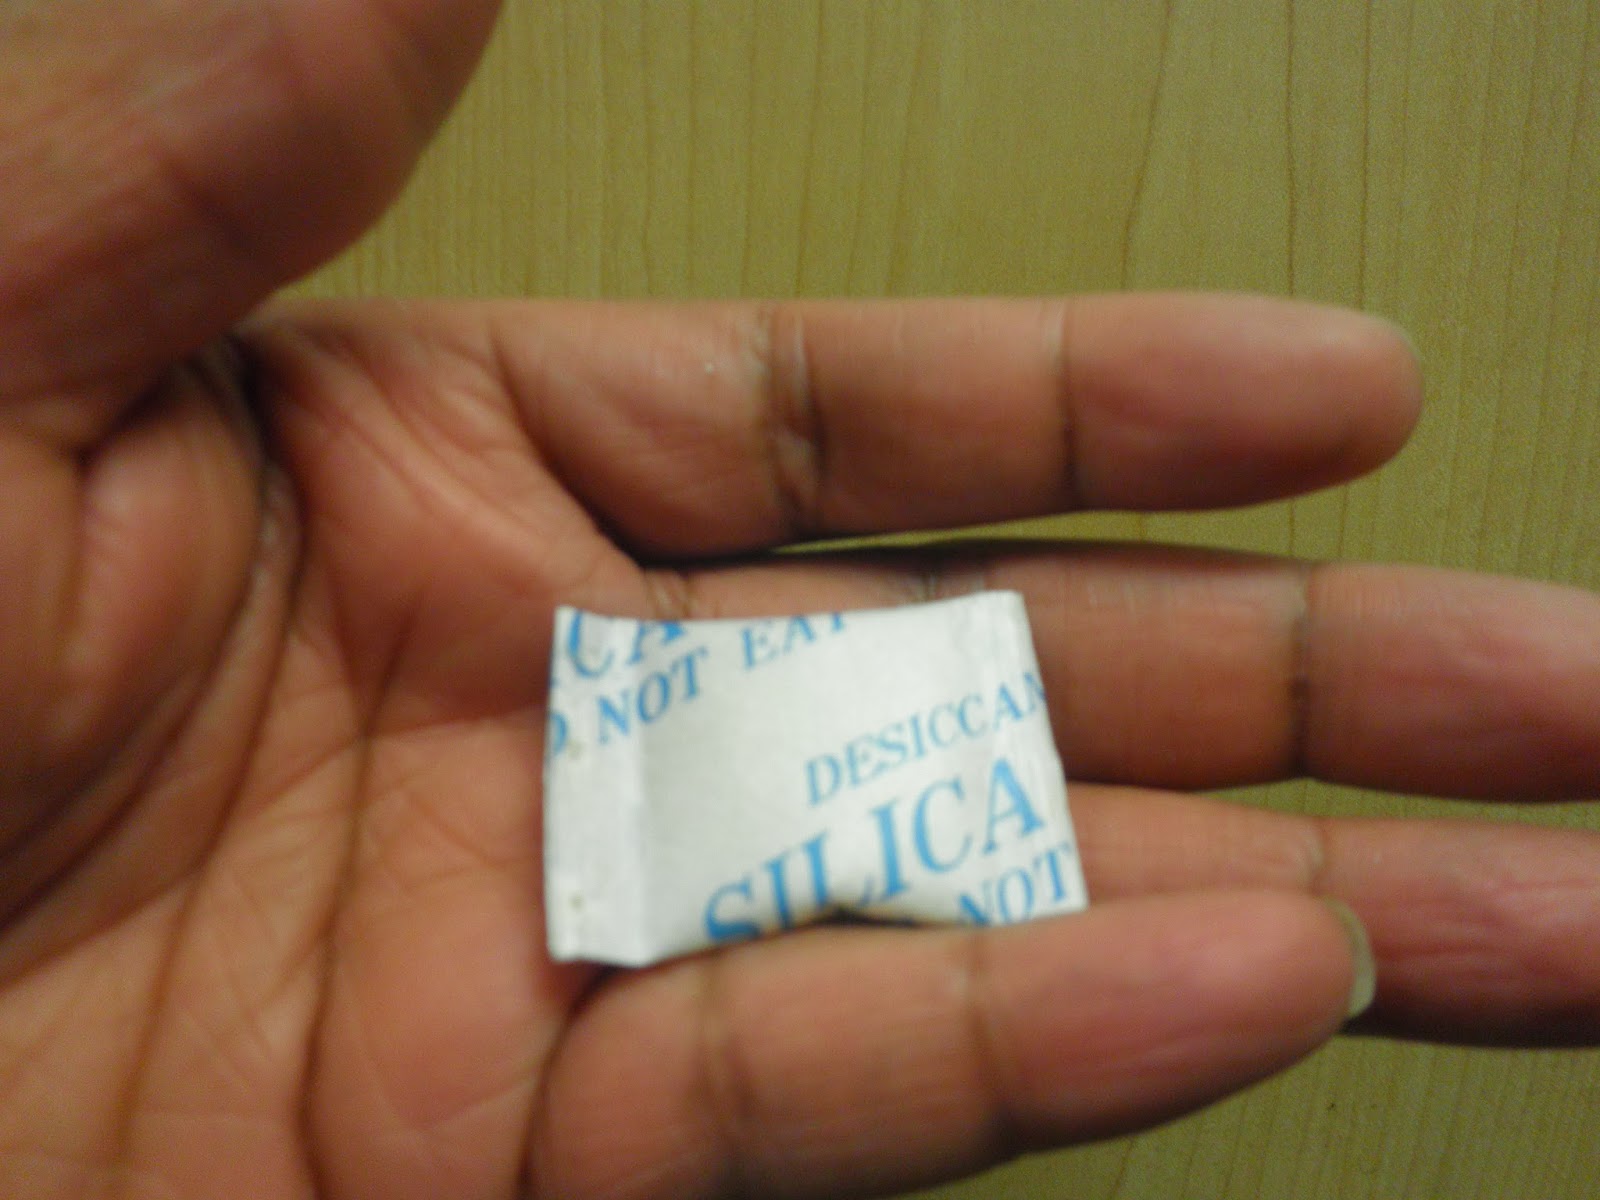 ICA
O NOT EAT
DESICCAN
SILICA
NOT